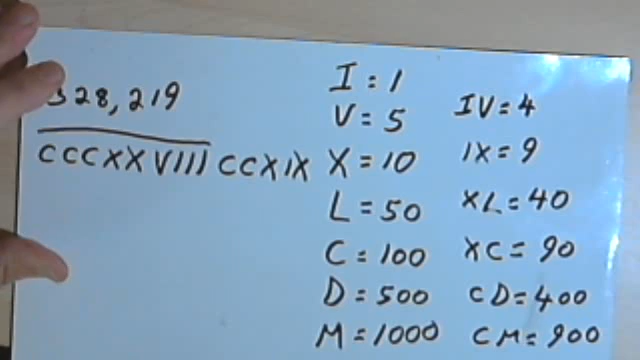 328,219
CCCXXVIII CCXIX
I = 1
V = 5
X = 10
L = 50
C = 100
D = 500
M = 1000
IV = 4
IX = 9
XL = 40
XC = 90
CD = 400
CM = 900